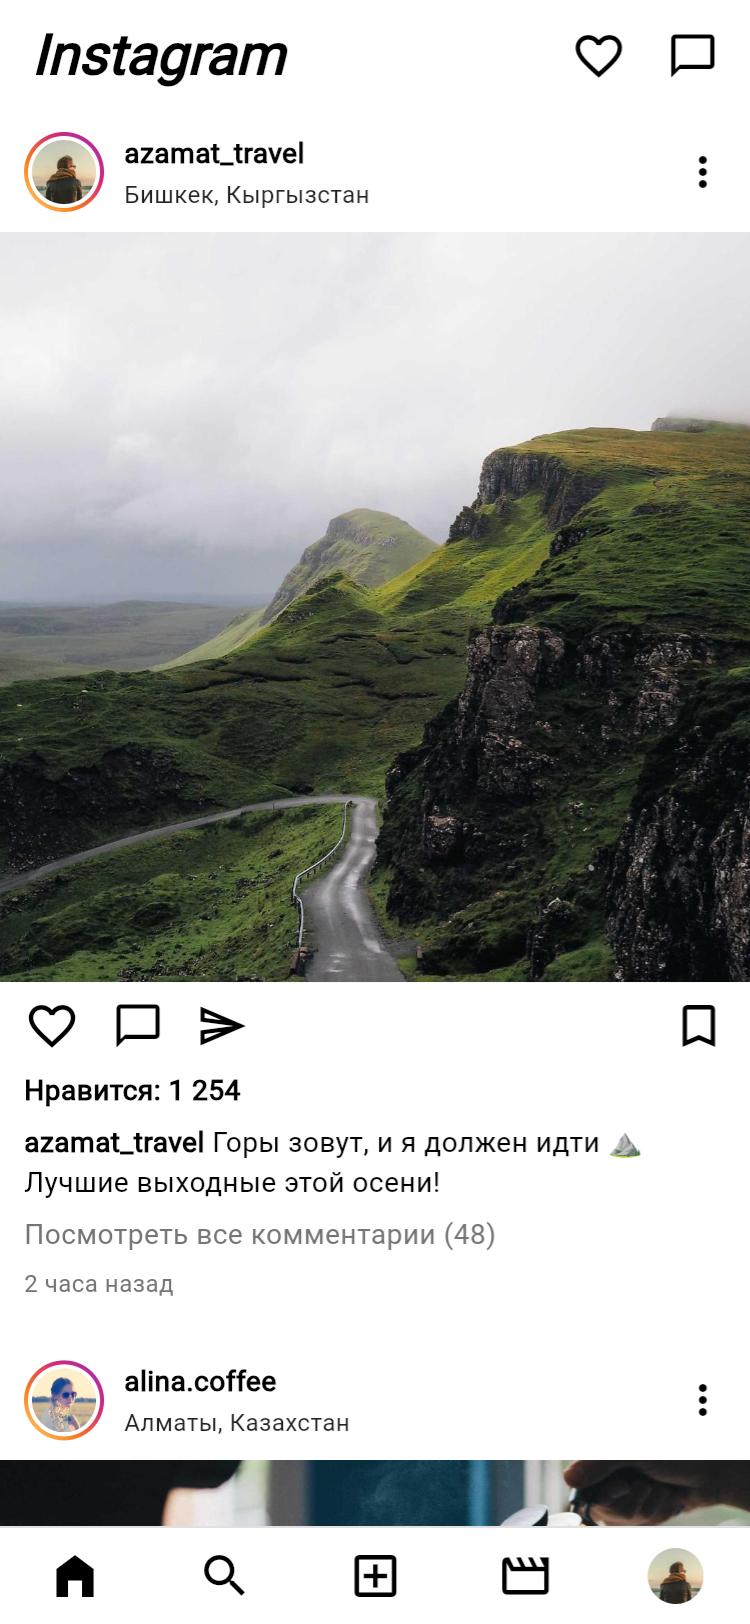 Instagram
azamat_travel
Бишкек, Кыргызстан
Нравится: 1 254
azamat_travel Горы зовут, и я должен идти ⛰️
Лучшие выходные этой осени!
Посмотреть все комментарии (48)
2 часа назад
alina.coffee
Алматы, Казахстан